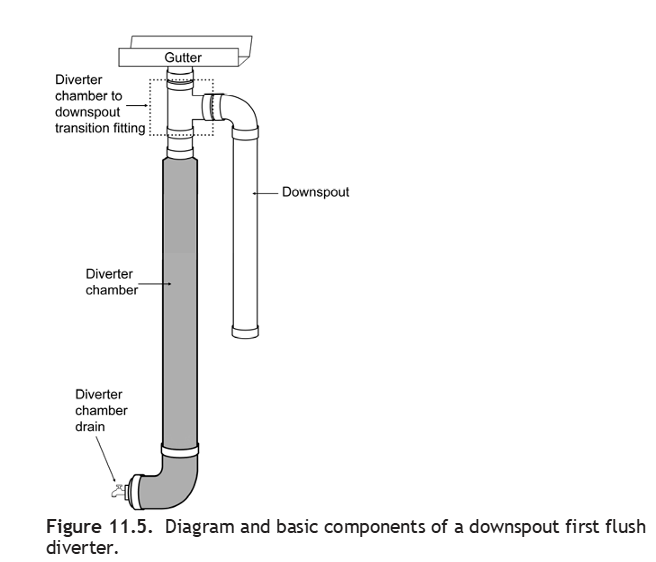 Gutter
Diverter
chamber to
downspout
transition fitting
Downspout
Diverter
chamber
Diverter
chamber
drain
Figure 11.5. Diagram and basic components of a downspout first flush
diverter.